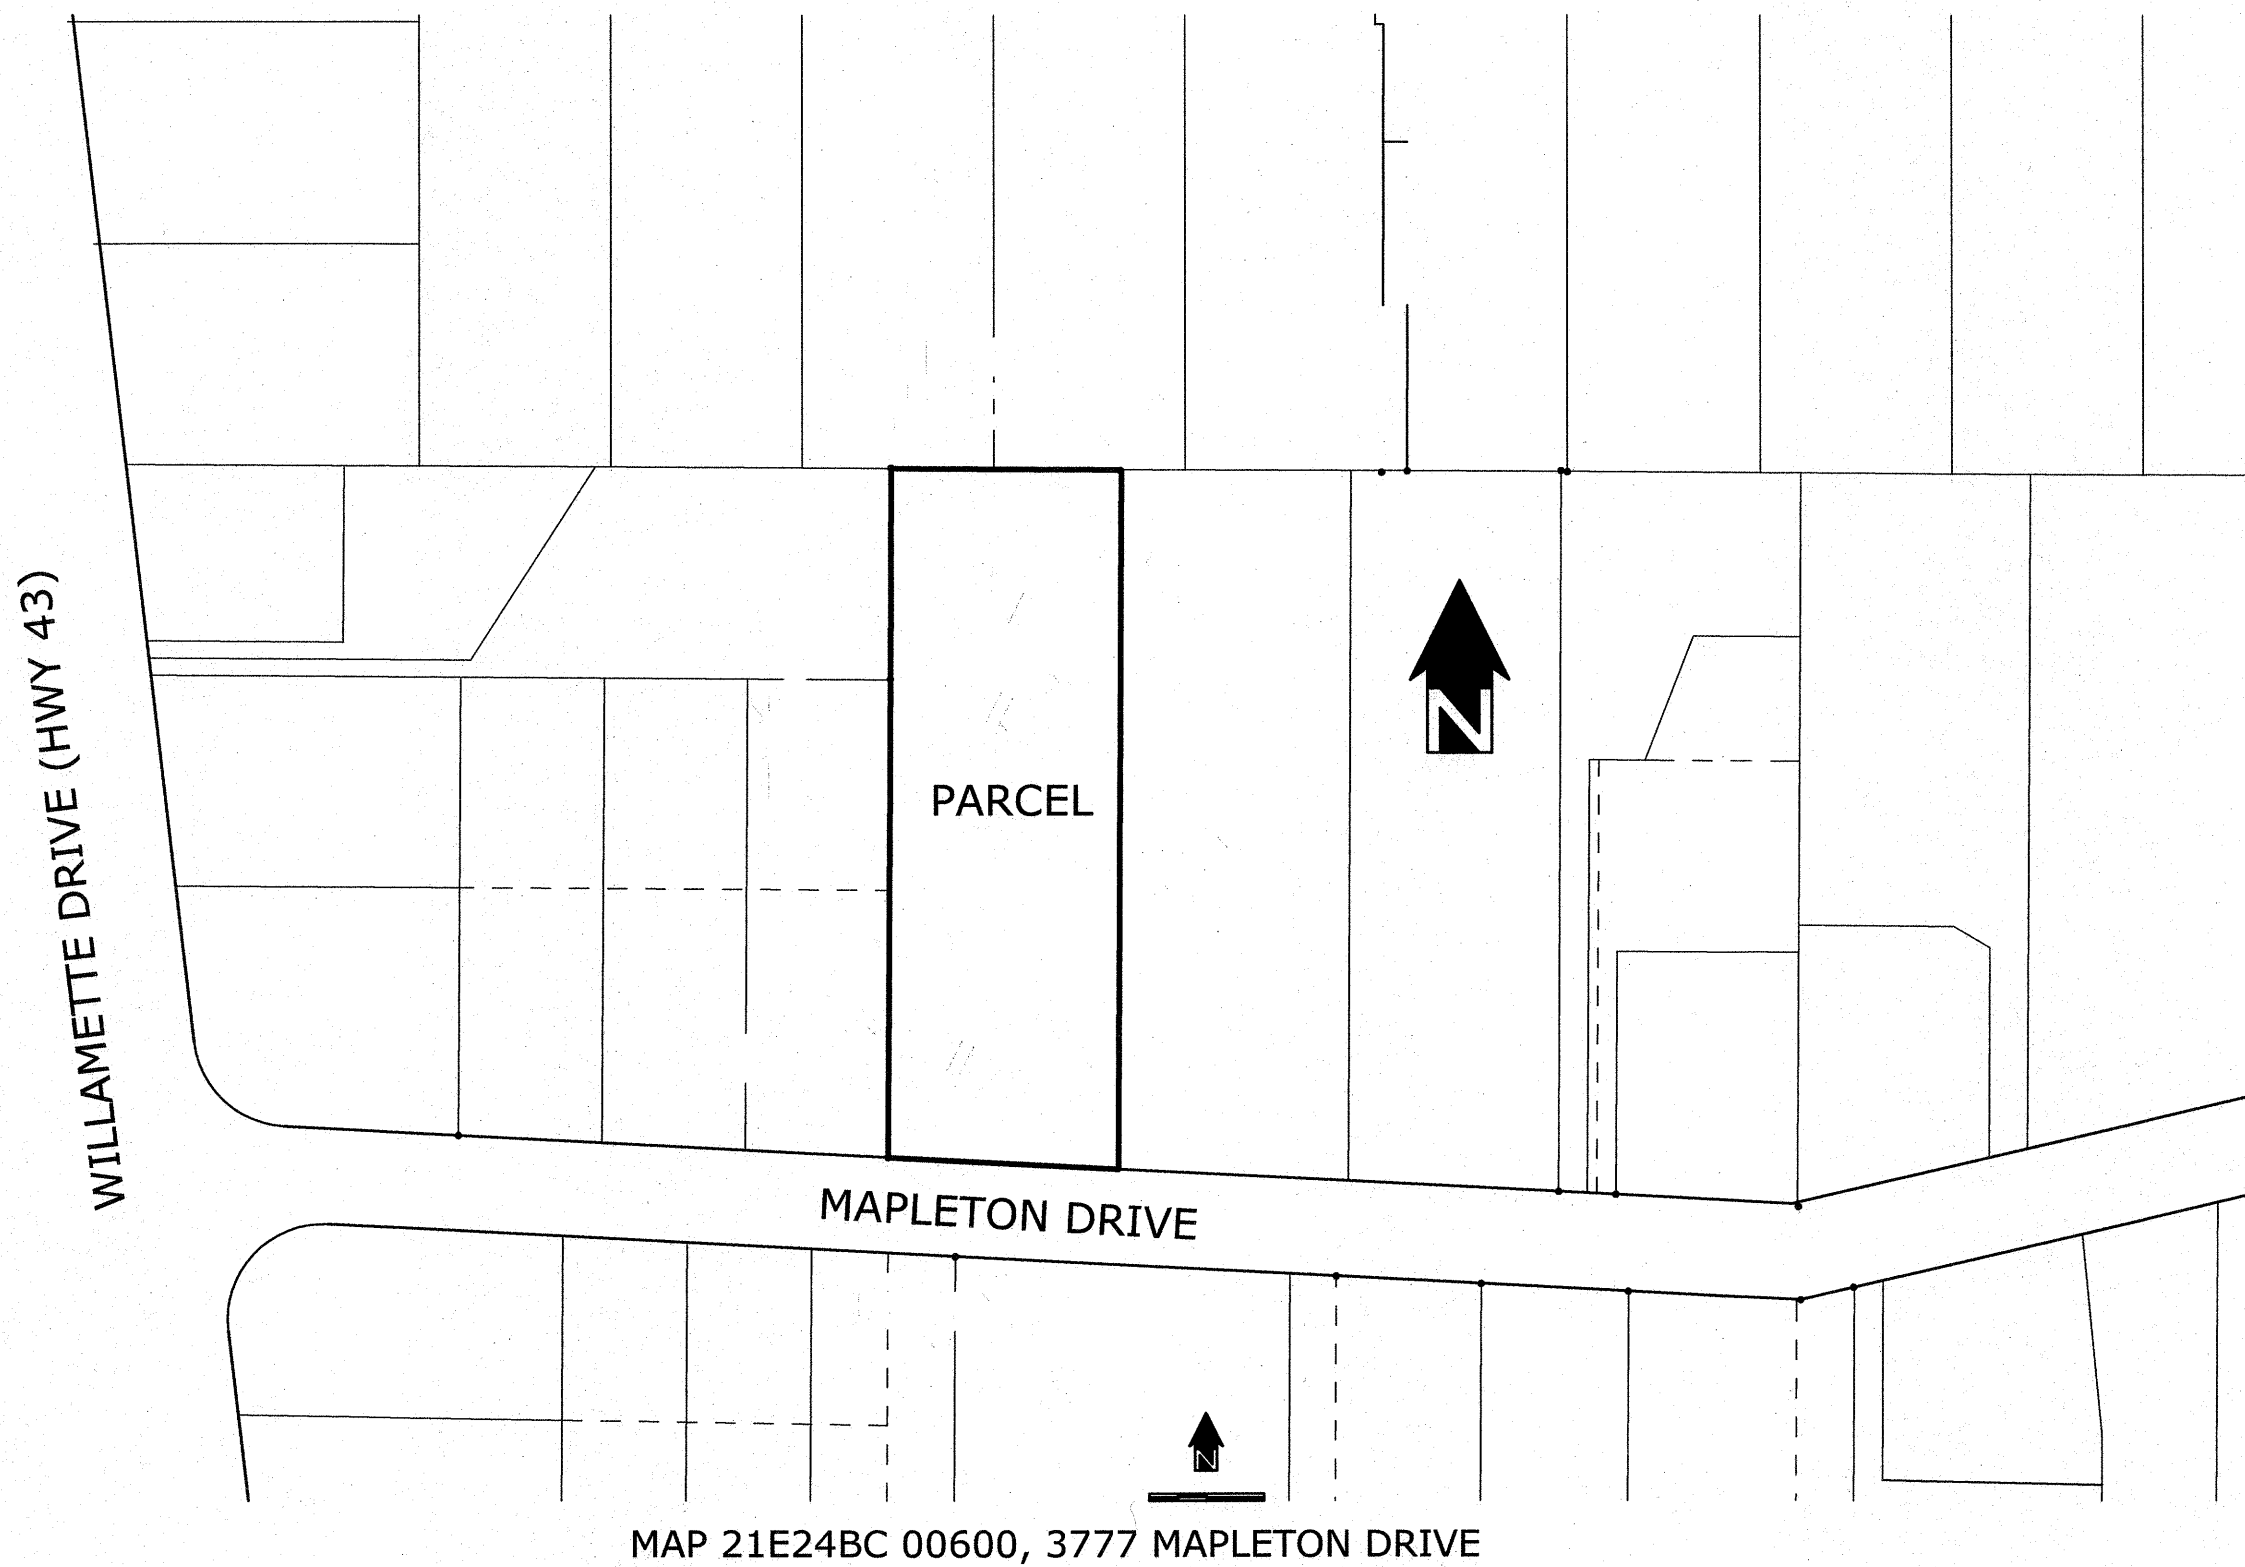 WILLAMETTE DRIVE (HWY 43)
PARCEL
N
MAPLETON DRIVE
N
MAP 21E24BC 00600, 3777 MAPLETON DRIVE